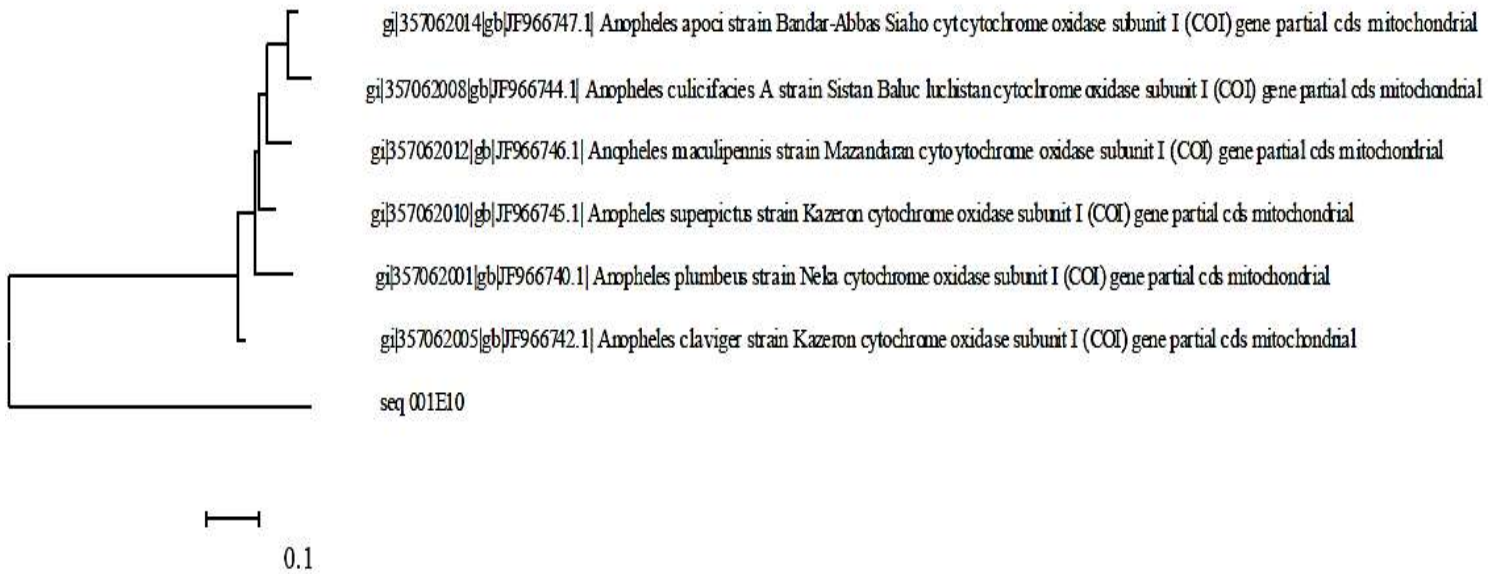 gi|357062014|gb|JF966747.1| Anopheles apoci strain Bandar-Abbas Siaho cyt cytochrome oxidase subunit I (COI) gene partial cds mitochondrial
gi|357062008|gb|JF966744.1| Anopheles culicifacies A strain Sistan Baluc luchistan cytochrome oxidase subunit I (COI) gene partial cds mitochondrial
gi|357062012|gb|JF966746.1| Anopheles maculipennis strain Mazandaran cytoytochrome oxidase subunit I (COI) gene partial cds mitochondrial
gi|357062010|gb|JF966745.1| Anopheles superpictus strain Kazeron cytochrome oxidase subunit I (COI) gene partial cds mitochondrial
gi|357062001|gb|JF966740.1| Anopheles plumbeus strain Neka cytochrome oxidase subunit I (COI) gene partial cds mitochondrial
gi|357062005|gb|JF966742.1| Anopheles claviger strain Kazeron cytochrome oxidase subunit I (COI) gene partial cds mitochondrial
seq 001E10
0.1